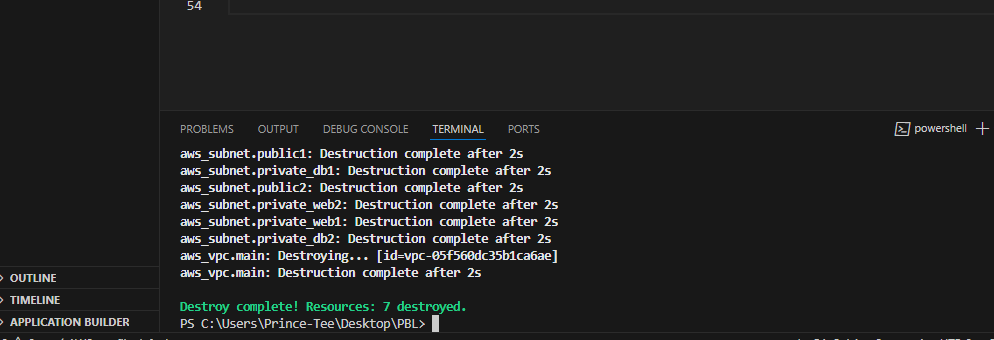 54
PROBLEMS OUTPUT DEBUG CONSOLE TERMINAL PORTS powershell
aws_subnet.public1: Destruction complete after 2s
aws_subnet.private_db1: Destruction complete after 2s
aws_subnet.public2: Destruction complete after 2s
aws_subnet.private_web2: Destruction complete after 2s
aws_subnet.private_web1: Destruction complete after 2s
aws_subnet.private_db2: Destruction complete after 2s
aws_vpc.main: Destroying... [id=vpc-05f560dc35b1ca6ae]
aws_vpc.main: Destruction complete after 2s
Destroy complete! Resources: 7 destroyed.
PS C:\Users\Prince-Tee\Desktop\PBL>
OUTLINE
TIMELINE
APPLICATION BUILDER